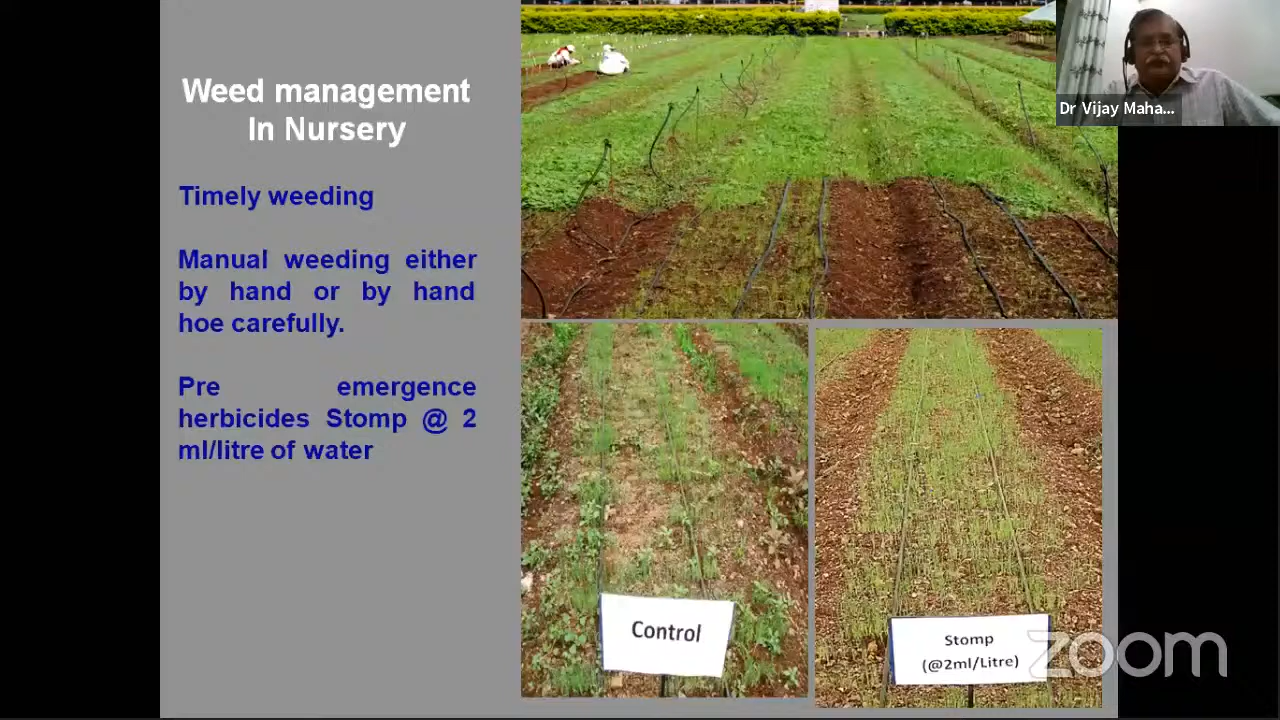 Weed management
In Nursery
Timely weeding
Manual weeding either
by hand or by hand
hoe carefully.
Pre emergence
herbicides Stomp @ 2
ml/litre of water
Dr Vijay Maha...
Control
Stomp
(@2ml/Litre)
zoom